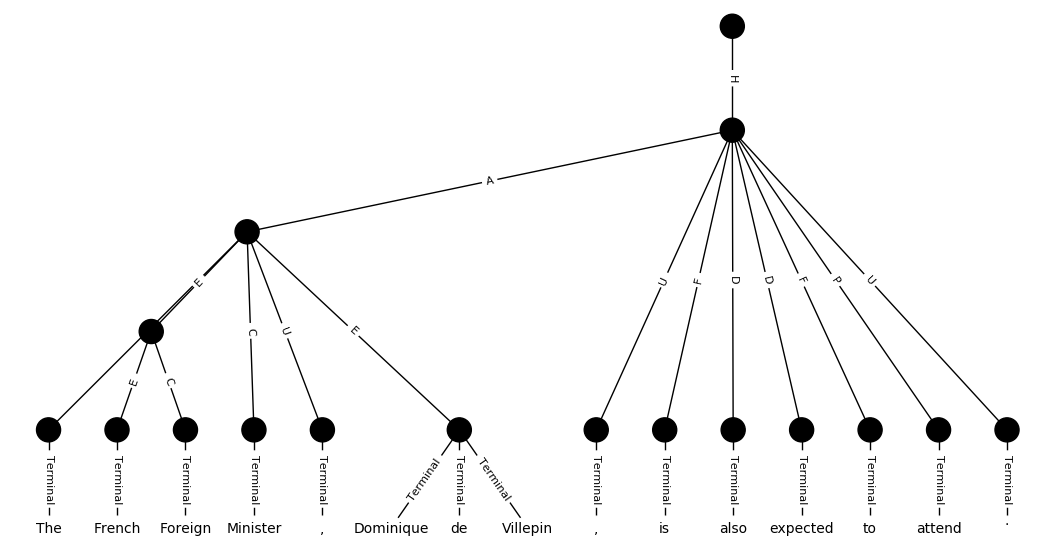 H
A
E
E
C
C
U
E
U
F
D
D
F
P
U
Terminal Terminal Terminal Terminal Terminal Terminal Terminal Terminal Terminal Terminal Terminal Terminal Terminal Terminal Terminal
The French Foreign Minister , Dominique de Villepin , is also expected to attend .